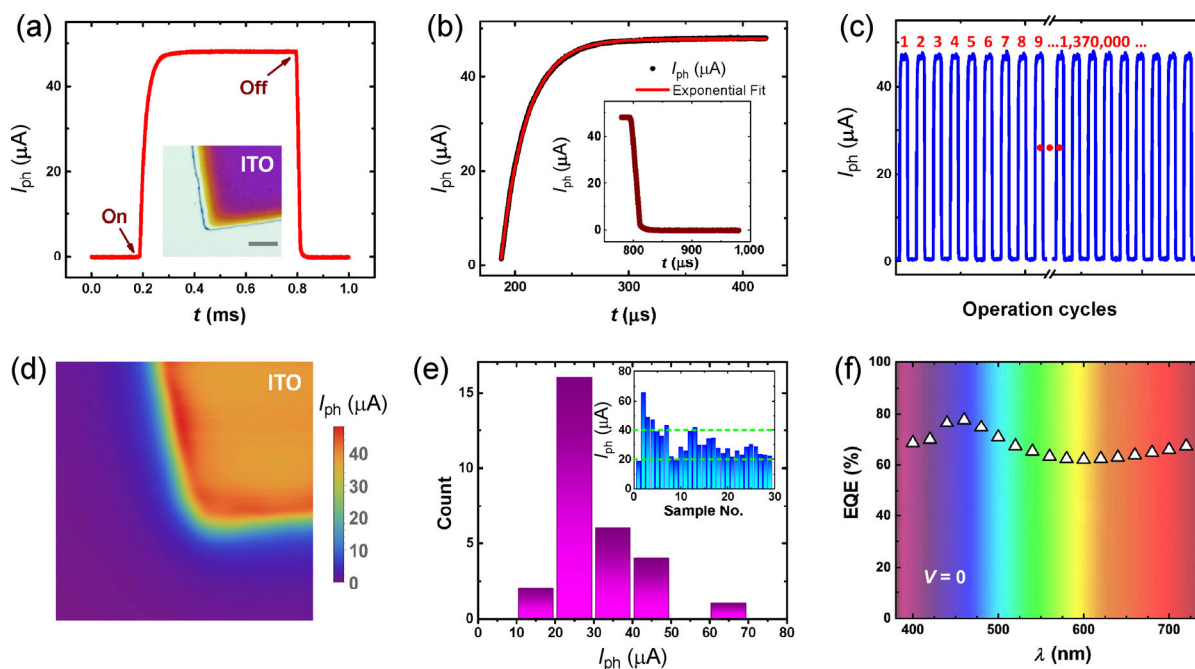 (a)
I_ph (μA)
40
20
0
On
Off
ITO
0.0 0.2 0.4 0.6 0.8 1.0
t (ms)
(b)
I_ph (μA)
40
20
0
I_ph (μA)
Exponential Fit
I_ph (μA)
40
20
0
800 900 1,000
t (μs)
200 300 400
t (μs)
(c)
1 2 3 4 5 6 7 8 9 ...1,370,000 ...
I_ph (μA)
40
20
0
Operation cycles
(d)
ITO
I_ph (μA)
40
30
20
10
0
(e)
Count
15
10
5
0
I_ph (μA)
80
60
40
20
0
0 10 20 30
Sample No.
0 10 20 30 40 50 60 70 80
I_ph (μA)
(f)
EQE (%)
100
80
60
40
20
0
V = 0
400 500 600 700
λ (nm)